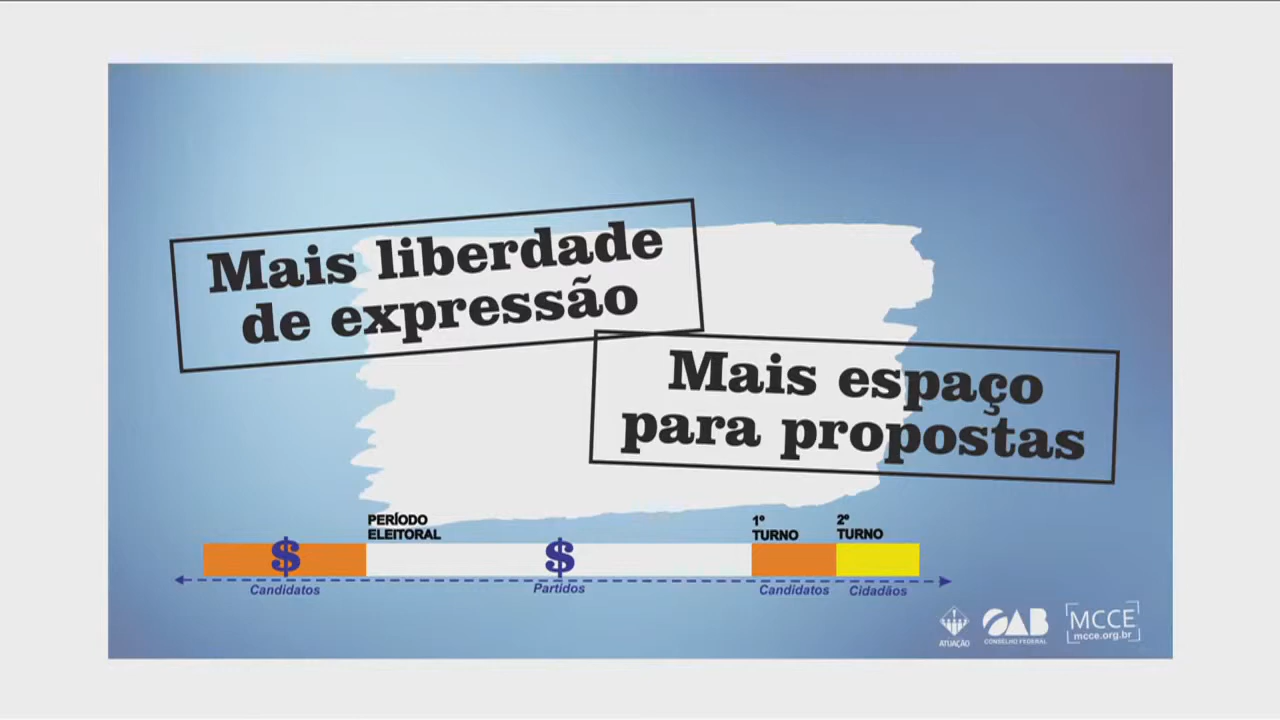 Mais liberdade
de expressão
Mais espaço
para propostas
PERÍODO
ELEITORAL
1º
TURNO
2º
TURNO
$
$
Candidatos
Partidos
Candidatos
Cidadãos
ATUAÇÃO
OAB
CONSELHO FEDERAL
MCCE
mcce.org.br